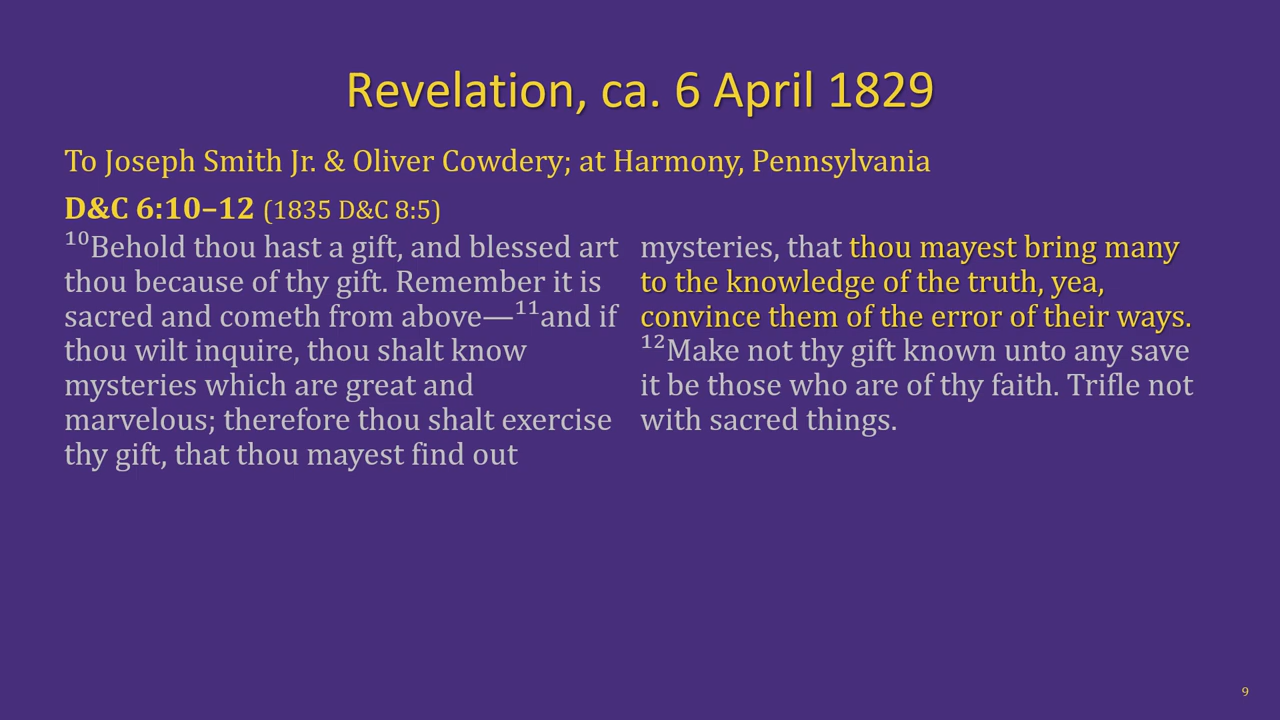 Revelation, ca. 6 April 1829
To Joseph Smith Jr. & Oliver Cowdery; at Harmony, Pennsylvania
D&C 6:10–12 (1835 D&C 8:5)
¹⁰Behold thou hast a gift, and blessed art
thou because of thy gift. Remember it is
sacred and cometh from above—¹¹and if
thou wilt inquire, thou shalt know
mysteries which are great and
marvelous; therefore thou shalt exercise
thy gift, that thou mayest find out
mysteries, that thou mayest bring many
to the knowledge of the truth, yea,
convince them of the error of their ways.
¹²Make not thy gift known unto any save
it be those who are of thy faith. Trifle not
with sacred things.
9